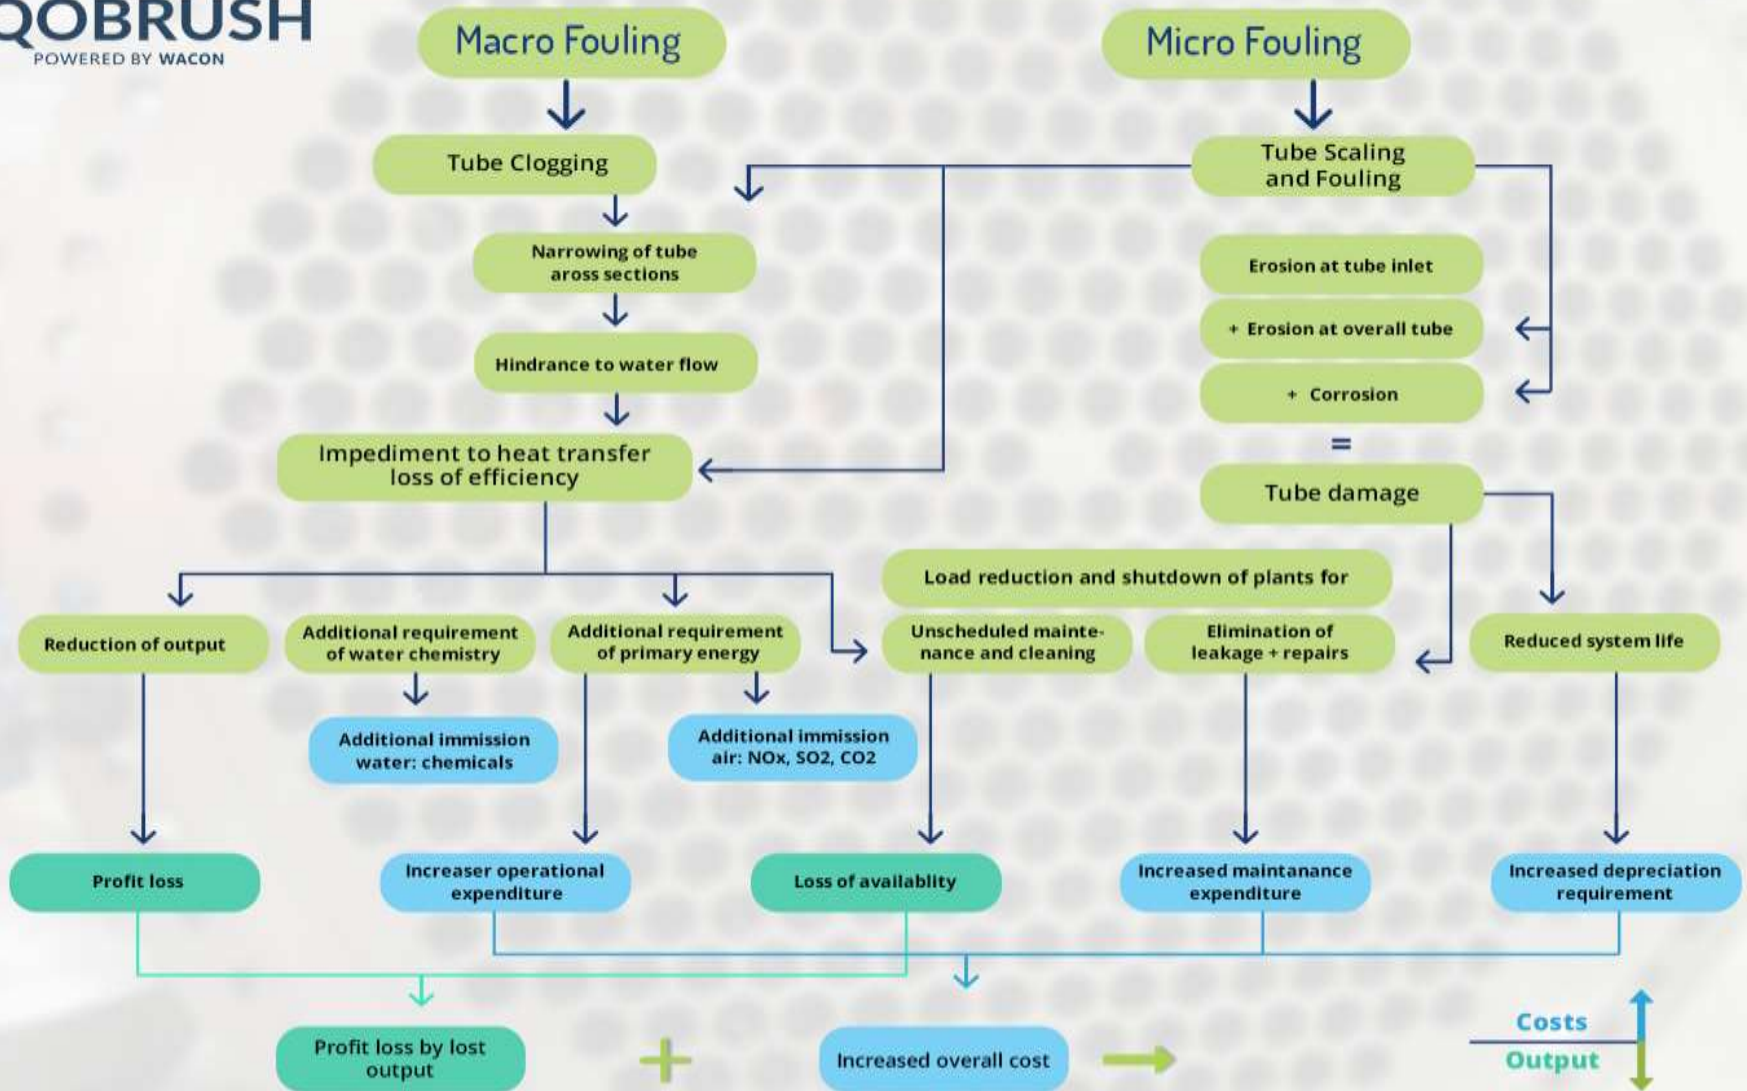 QOBRUSH
POWERED BY WACON
Macro Fouling
Micro Fouling
Tube Clogging
Tube Scaling
and Fouling
Narrowing of tube
aross sections
Erosion at tube inlet
+ Erosion at overall tube
Hindrance to water flow
+ Corrosion
=
Impediment to heat transfer
loss of efficiency
Tube damage
Load reduction and shutdown of plants for
Reduction of output
Additional requirement
of water chemistry
Additional requirement
of primary energy
Unscheduled mainte-
nance and cleaning
Elimination of
leakage + repairs
Reduced system life
Additional immission
water: chemicals
Additional immission
air: NOx, SO2, CO2
Profit loss
Increaser operational
expenditure
Loss of availablity
Increased maintanance
expenditure
Increased depreciation
requirement
Profit loss by lost
output
+
Increased overall cost
Costs
Output